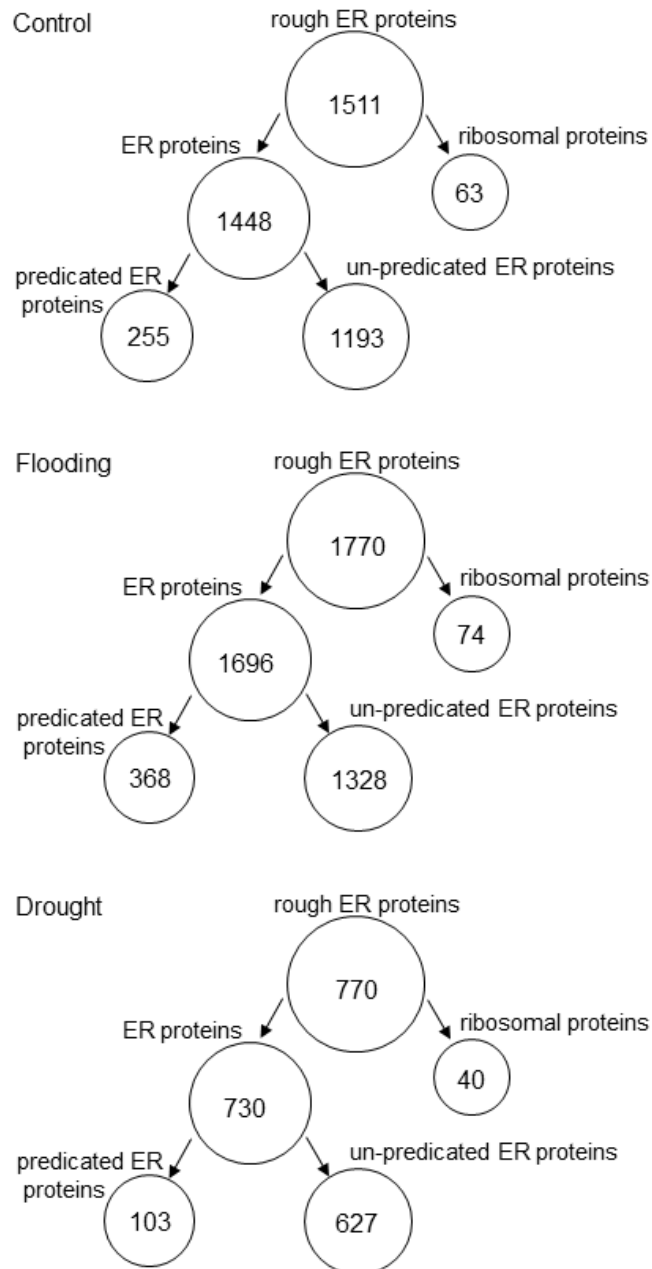 Control
rough ER proteins
1511
ER proteins
ribosomal proteins
63
1448
predicated ER
proteins
un-predicated ER proteins
255
1193
Flooding
rough ER proteins
1770
ER proteins
ribosomal proteins
74
1696
predicated ER
proteins
un-predicated ER proteins
368
1328
Drought
rough ER proteins
770
ER proteins
ribosomal proteins
40
730
predicated ER
proteins
un-predicated ER proteins
103
627